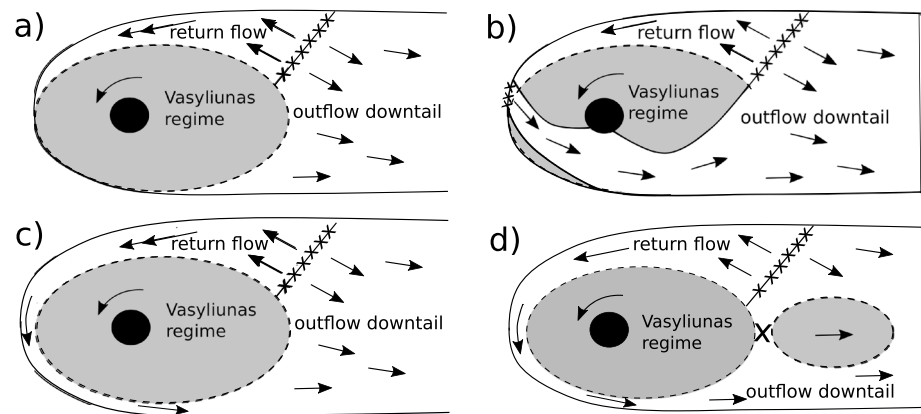 a)
return flow
Vasyliunas
regime
outflow downtail
b)
return flow
Vasyliunas
regime
outflow downtail
c)
return flow
Vasyliunas
regime
outflow downtail
d)
return flow
Vasyliunas
regime
outflow downtail